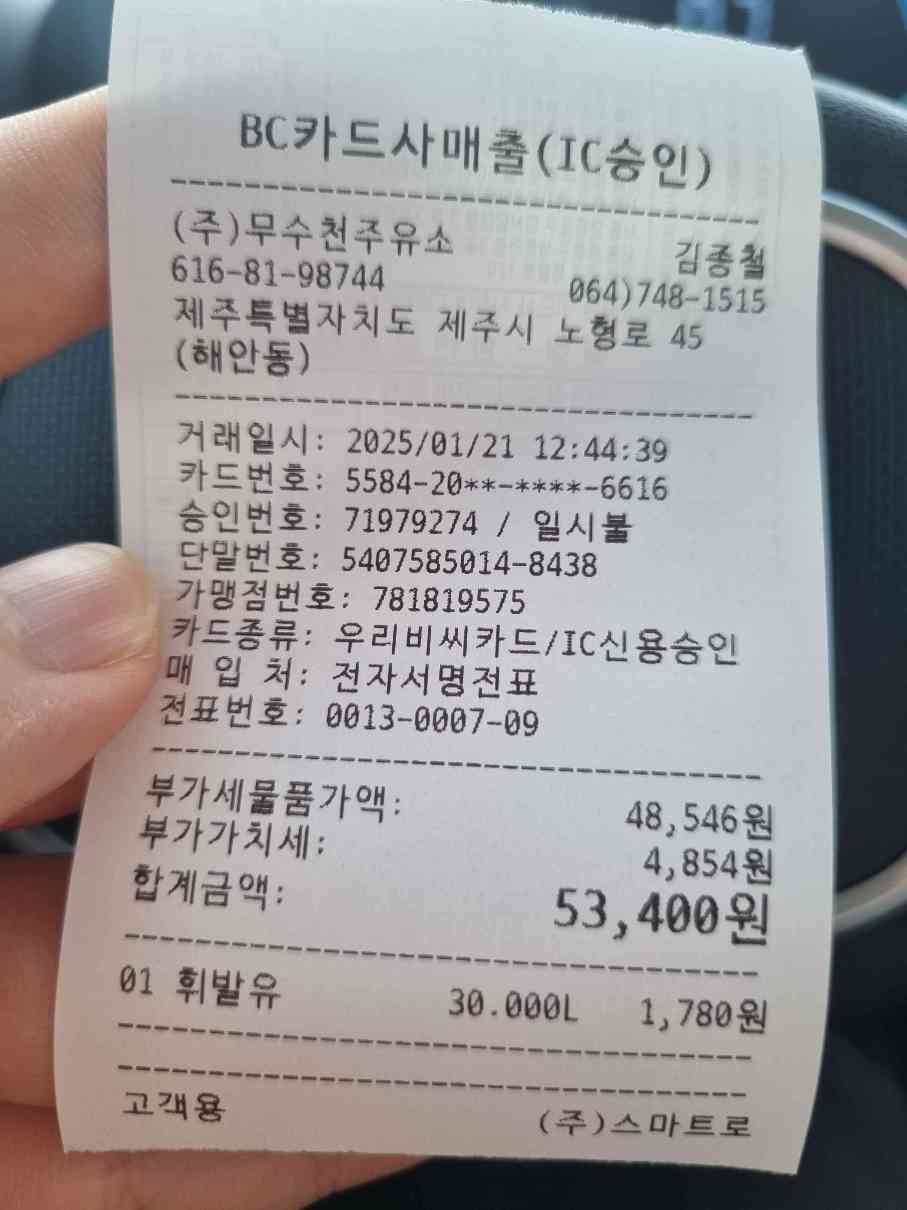 BC카드사매출(IC승인)
(주)무수천주유소 김종철
616-81-98744 064)748-1515
제주특별자치도 제주시 노형로 45
(해안동)
거래일시: 2025/01/21 12:44:39
카드번호: 5584-20**-****-6616
승인번호: 71979274 / 일시불
단말번호: 5407585014-8438
가맹점번호: 781819575
카드종류: 우리비씨카드/IC신용승인
매 입 처: 전자서명전표
전표번호: 0013-0007-09
부가세물품가액: 48,546원
부가가치세: 4,854원
합계금액: 53,400원
01 휘발유 30.000L 1,780원
고객용 (주)스마트로